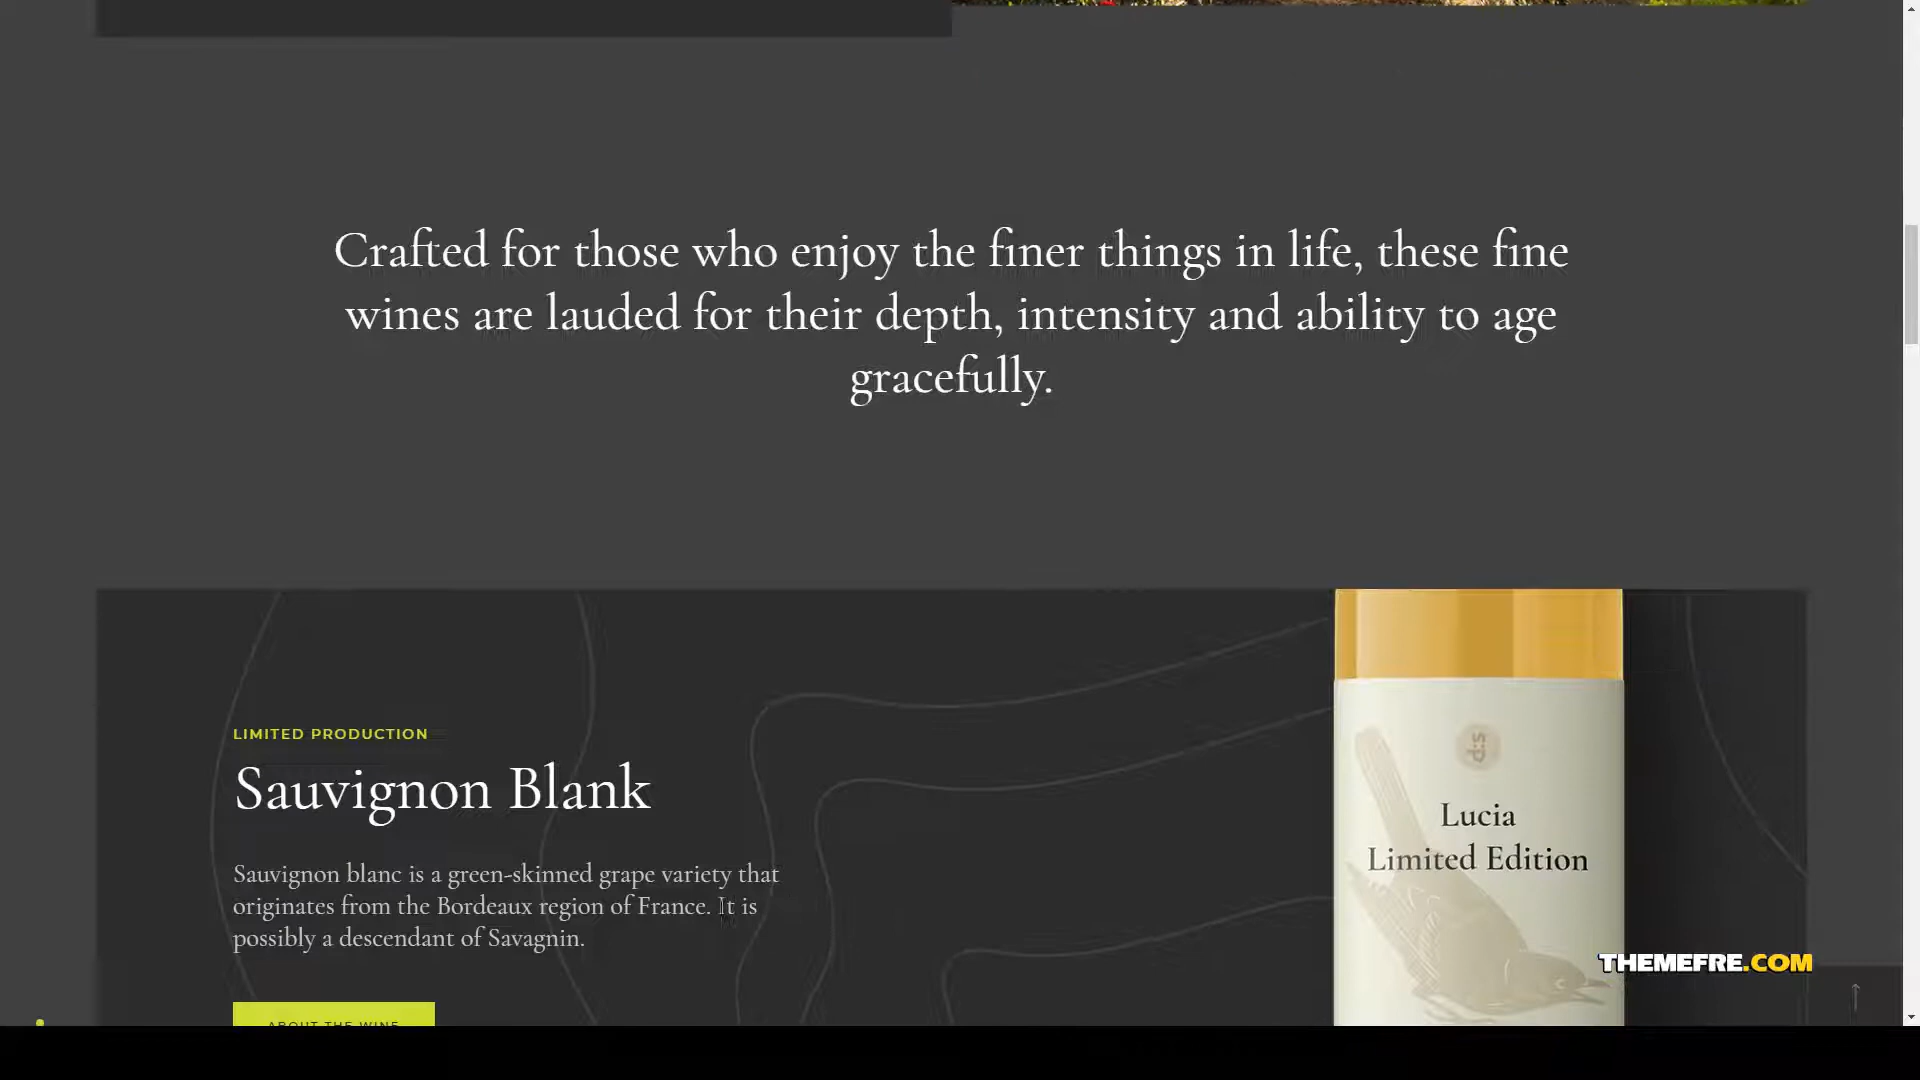 Crafted for those who enjoy the finer things in life, these fine
wines are lauded for their depth, intensity and ability to age
gracefully.
LIMITED PRODUCTION
Sauvignon Blank
Sauvignon blanc is a green-skinned grape variety that
originates from the Bordeaux region of France. It is
possibly a descendant of Savagnin.
ABOUT THE WINE
d:s
Lucia
Limited Edition
THEMEFRE.COM